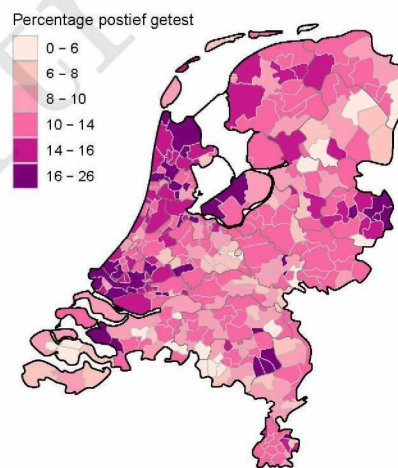 Percentage postief getest
0 – 6
6 – 8
8 – 10
10 – 14
14 – 16
16 – 26